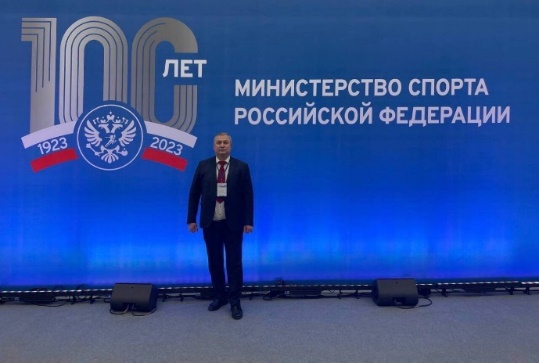 100
ЛЕТ
1923
2023
МИНИСТЕРСТВО СПОРТА
РОССИЙСКОЙ ФЕДЕРАЦИИ